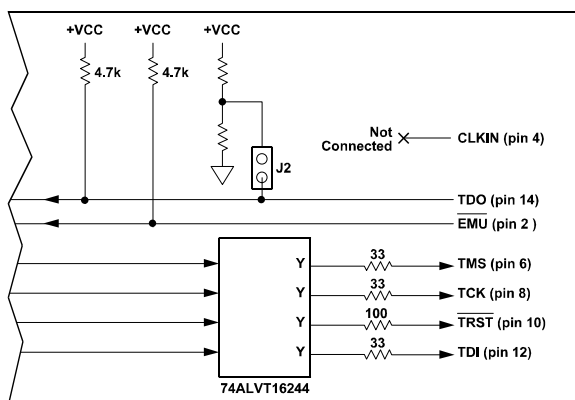 +VCC +VCC +VCC
4.7k 4.7k
Not
Connected
CLKIN (pin 4)
J2
TDO (pin 14)
EMU (pin 2 )
Y 33 TMS (pin 6)
Y 33 TCK (pin 8)
Y 100 TRST (pin 10)
Y 33 TDI (pin 12)
74ALVT16244